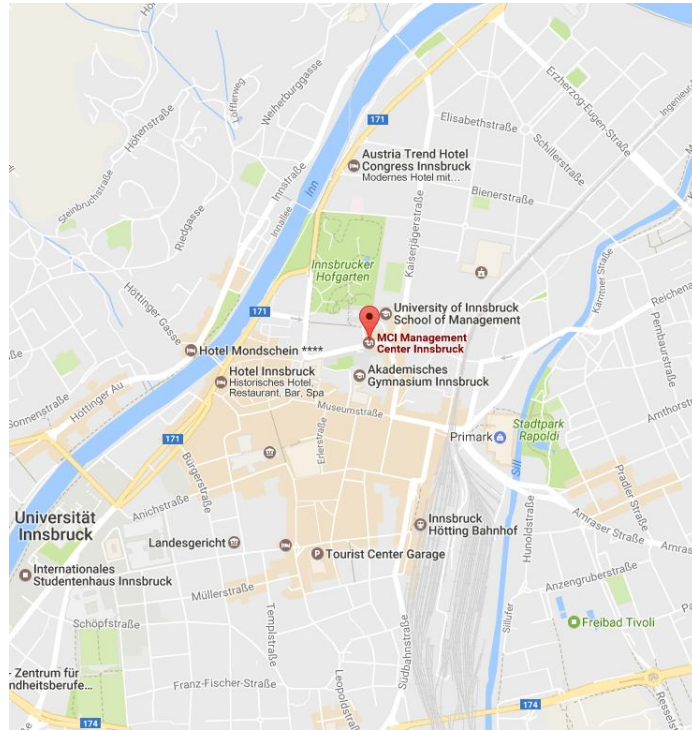 Höhenstraße
Löfflerweg
Weiherburggasse
171
Erzherzog-Eugen-Straße
Ingenieur-
Elisabethstraße
Schillerstraße
Austria Trend Hotel
Congress Innsbruck
Modernes Hotel mit...
Innstraße
Inn
Innallee
Steinbruchstraße
Riedgasse
Bienerstraße
Kaiserjägerstraße
Innsbrucker
Hofgarten
Höttinger Gasse
Kärntner Straße
Reichena
171
University of Innsbruck
School of Management
MCI Management
Center Innsbruck
Pembaurstraße
Hotel Mondschein ****
Hotel Innsbruck
Historisches Hotel,
Restaurant, Bar, Spa
Akademisches
Gymnasium Innsbruck
Höttinger Au
Sonnenstraße
Museumstraße
Amthorst
Stadtpark
Rapoldi
Primark
171
Erlerstraße
Sill
Bürgerstraße
Pradler Straße
Anichstraße
Universität
Innsbruck
Innsbruck
Hötting Bahnhof
Hunoldstraße
Amraser Straße
Amras
Landesgericht
Tourist Center Garage
Internationales
Studentenhaus Innsbruck
Anzengruberstraße
Müllerstraße
Sillufer
Freibad Tivoli
Schöpfstraße
Templstraße
Südbahnstraße
- Zentrum für
ndheitsberufe...
Franz-Fischer-Straße
Leopoldstraße
Resselst
174
174